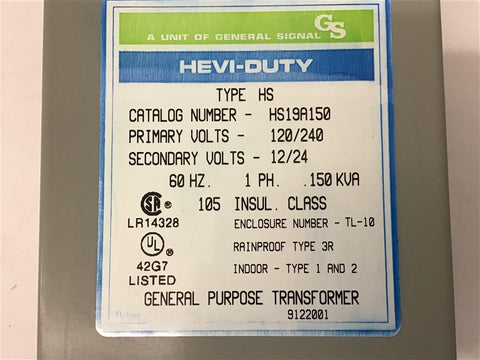 GS
A UNIT OF GENERAL SIGNAL
HEVI-DUTY
TYPE HS
CATALOG NUMBER - HS19A150
PRIMARY VOLTS - 120/240
SECONDARY VOLTS - 12/24
60 HZ. 1 PH. .150 KVA
SA ® 105 INSUL. CLASS
LR14328 ENCLOSURE NUMBER - TL-10
UL ® RAINPROOF TYPE 3R
42G7 INDOOR - TYPE 1 AND 2
LISTED
GENERAL PURPOSE TRANSFORMER
9122001